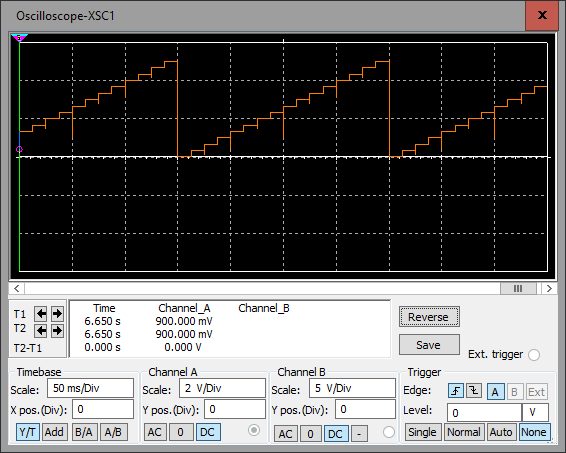 Oscilloscope-XSC1
Time Channel_A Channel_B
T1 6.650 s 900.000 mV
T2 6.650 s 900.000 mV
T2-T1 0.000 s 0.000 V
Reverse
Save
Ext. trigger
Timebase
Scale: 50 ms/Div
X pos.(Div): 0
Y/T Add B/A A/B
Channel A
Scale: 2 V/Div
Y pos.(Div): 0
AC 0 DC
Channel B
Scale: 5 V/Div
Y pos.(Div): 0
AC 0 DC -
Trigger
Edge: A B Ext
Level: 0 V
Single Normal Auto None